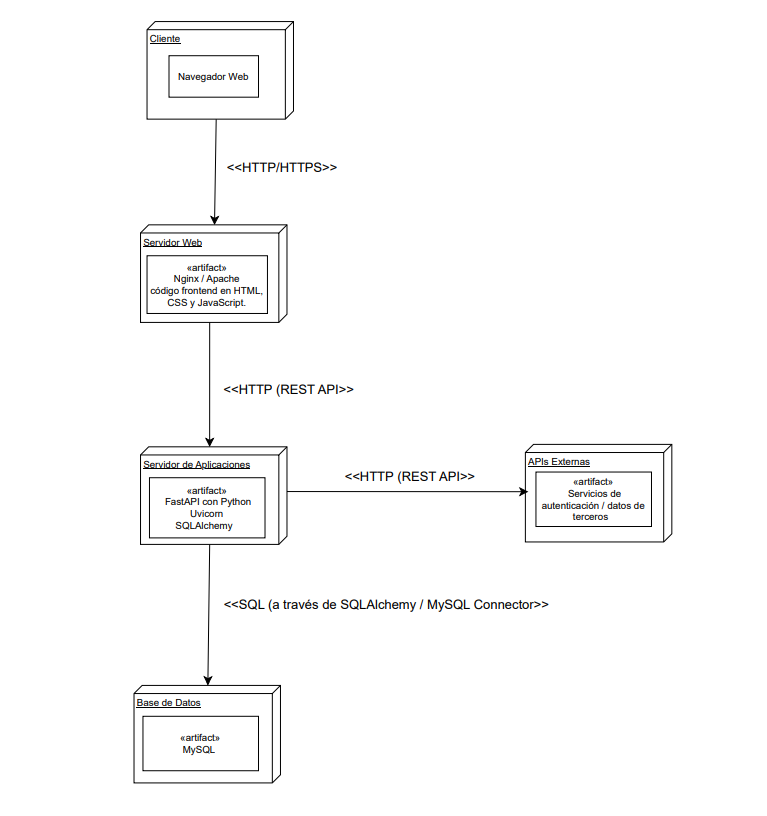 Cliente
Navegador Web
<<HTTP/HTTPS>>
Servidor Web
«artifact»
Nginx / Apache
código frontend en HTML,
CSS y JavaScript.
<<HTTP (REST API>>
Servidor de Aplicaciones
«artifact»
FastAPI con Python
Uvicorn
SQLAlchemy
<<HTTP (REST API>>
APIs Externas
«artifact»
Servicios de
autenticación / datos de
terceros
<<SQL (a través de SQLAlchemy / MySQL Connector>>
Base de Datos
«artifact»
MySQL